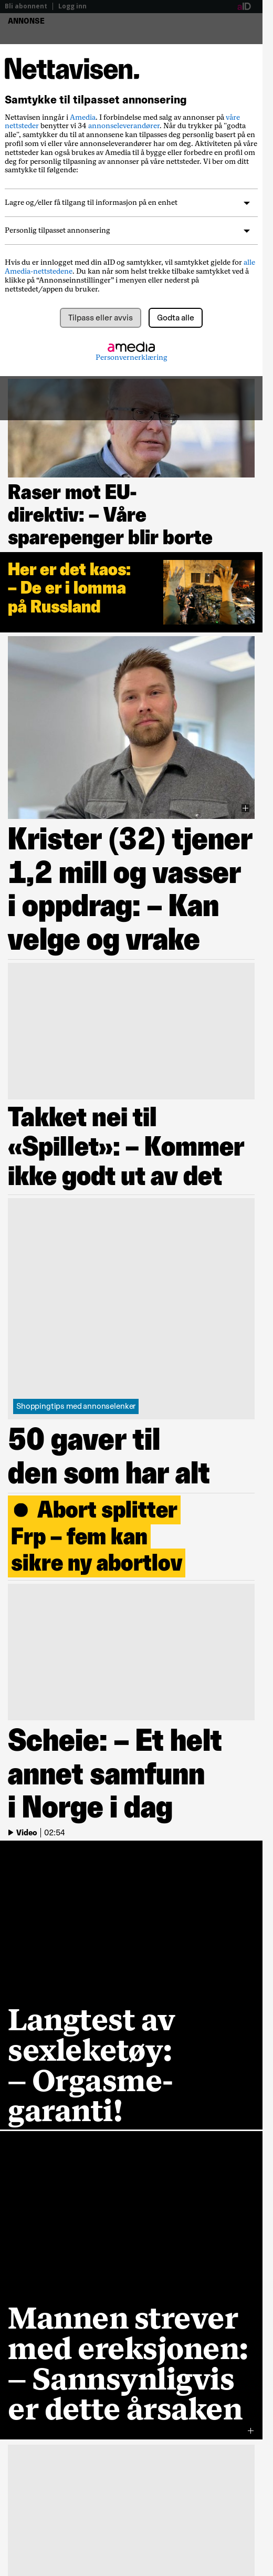 Bli abonnent | Logg inn
aID
ANNONSE
Nettavisen.
Samtykke til tilpasset annonsering
Nettavisen inngår i Amedia. I forbindelse med salg av annonser på våre
nettsteder benytter vi 34 annonseleverandører. Når du trykker på "godta
alle", samtykker du til at annonsene kan tilpasses deg personlig basert på en
profil som vi eller våre annonseleverandører har om deg. Aktiviteten på våre
nettsteder kan også brukes av Amedia til å bygge eller forbedre en profil om
deg for personlig tilpasning av annonser på våre nettsteder. Vi ber om ditt
samtykke til følgende:
Lagre og/eller få tilgang til informasjon på en enhet
Personlig tilpasset annonsering
Hvis du er innlogget med din aID og samtykker, vil samtykket gjelde for alle
Amedia-nettstedene. Du kan når som helst trekke tilbake samtykket ved å
klikke på “Annonseinnstillinger” i menyen eller nederst på
nettstedet/appen du bruker.
Tilpass eller avvis
Godta alle
amedia
Personvernerklæring
Raser mot EU-
direktiv: – Våre
sparepenger blir borte
Her er det kaos:
– De er i lomma
på Russland
Krister (32) tjener
1,2 mill og vasser
i oppdrag: – Kan
velge og vrake
Takket nei til
«Spillet»: – Kommer
ikke godt ut av det
Shoppingtips med annonselenker
50 gaver til
den som har alt
Abort splitter
Frp – fem kan
sikre ny abortlov
Scheie: – Et helt
annet samfunn
i Norge i dag
Video | 02:54
Langtest av
sexleketøy:
– Orgasme-
garanti!
Mannen strever
med ereksjonen:
– Sannsynligvis
er dette årsaken